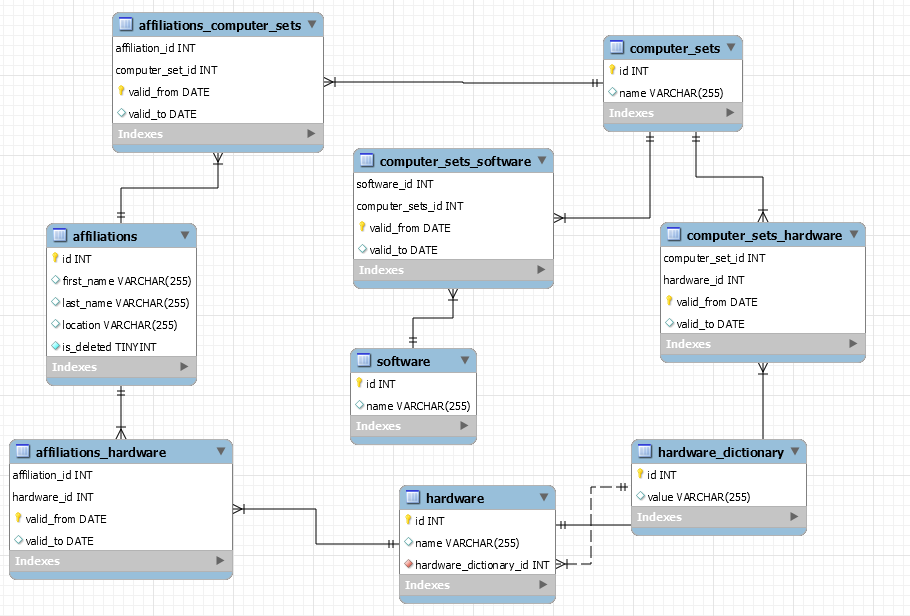 affiliations_computer_sets
affiliation_id INT
computer_set_id INT
valid_from DATE
valid_to DATE
Indexes
computer_sets
id INT
name VARCHAR(255)
Indexes
computer_sets_software
software_id INT
computer_sets_id INT
valid_from DATE
valid_to DATE
Indexes
affiliations
id INT
first_name VARCHAR(255)
last_name VARCHAR(255)
location VARCHAR(255)
is_deleted TINYINT
Indexes
computer_sets_hardware
computer_set_id INT
hardware_id INT
valid_from DATE
valid_to DATE
Indexes
software
id INT
name VARCHAR(255)
Indexes
affiliations_hardware
affiliation_id INT
hardware_id INT
valid_from DATE
valid_to DATE
Indexes
hardware
id INT
name VARCHAR(255)
hardware_dictionary_id INT
Indexes
hardware_dictionary
id INT
value VARCHAR(255)
Indexes